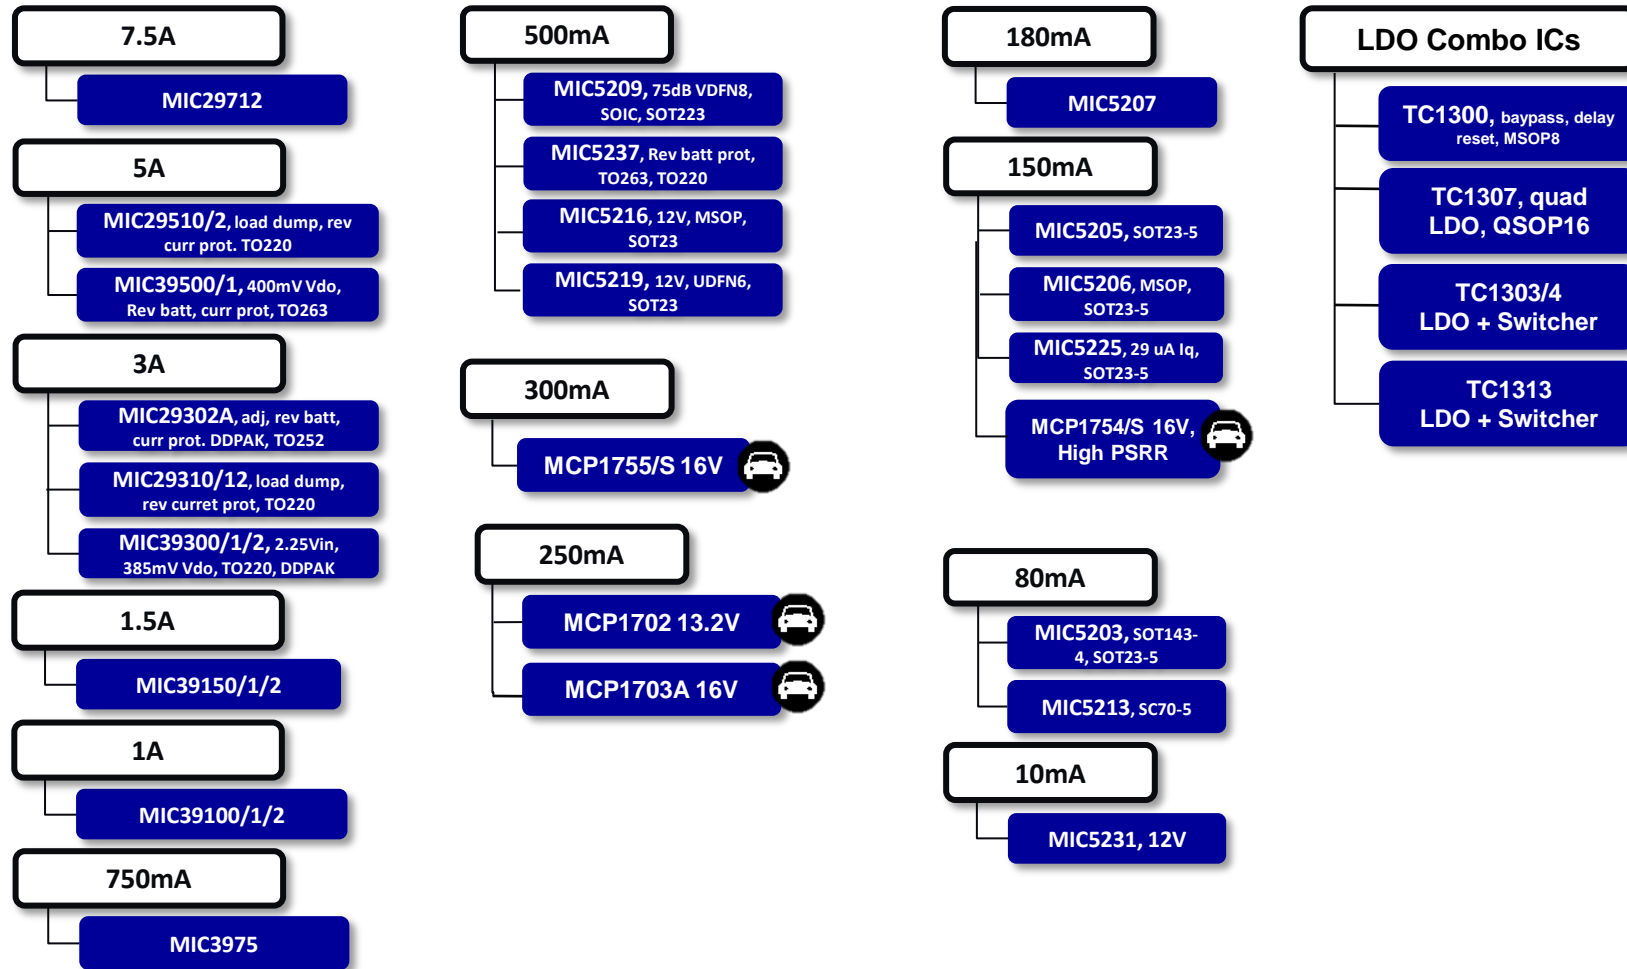 7.5A
MIC29712
5A
MIC29510/2, load dump, rev
curr prot. TO220
MIC39500/1, 400mV Vdo,
Rev batt, curr prot, TO263
3A
MIC29302A, adj, rev batt,
curr prot. DDPAK, TO252
MIC29310/12, load dump,
rev curret prot, TO220
MIC39300/1/2, 2.25Vin,
385mV Vdo, TO220, DDPAK
1.5A
MIC39150/1/2
1A
MIC39100/1/2
750mA
MIC3975
500mA
MIC5209, 75dB VDFN8,
SOIC, SOT223
MIC5237, Rev batt prot,
TO263, TO220
MIC5216, 12V, MSOP,
SOT23
MIC5219, 12V, UDFN6,
SOT23
300mA
MCP1755/S 16V
250mA
MCP1702 13.2V
MCP1703A 16V
180mA
MIC5207
150mA
MIC5205, SOT23-5
MIC5206, MSOP,
SOT23-5
MIC5225, 29 uA Iq,
SOT23-5
MCP1754/S 16V,
High PSRR
80mA
MIC5203, SOT143-
4, SOT23-5
MIC5213, SC70-5
10mA
MIC5231, 12V
LDO Combo ICs
TC1300, baypass, delay
reset, MSOP8
TC1307, quad
LDO, QSOP16
TC1303/4
LDO + Switcher
TC1313
LDO + Switcher